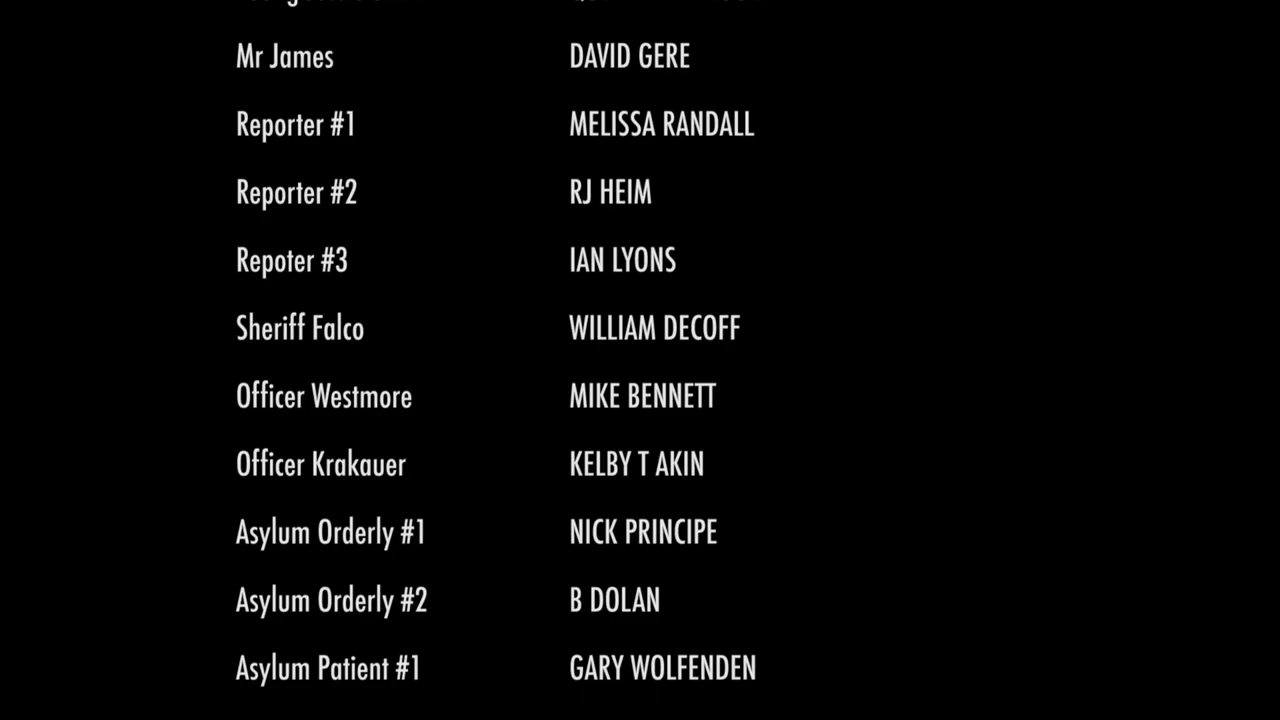 Mr James DAVID GERE
Reporter #1 MELISSA RANDALL
Reporter #2 RJ HEIM
Repoter #3 IAN LYONS
Sheriff Falco WILLIAM DECOFF
Officer Westmore MIKE BENNETT
Officer Krakauer KELBY T AKIN
Asylum Orderly #1 NICK PRINCIPE
Asylum Orderly #2 B DOLAN
Asylum Patient #1 GARY WOLFENDEN